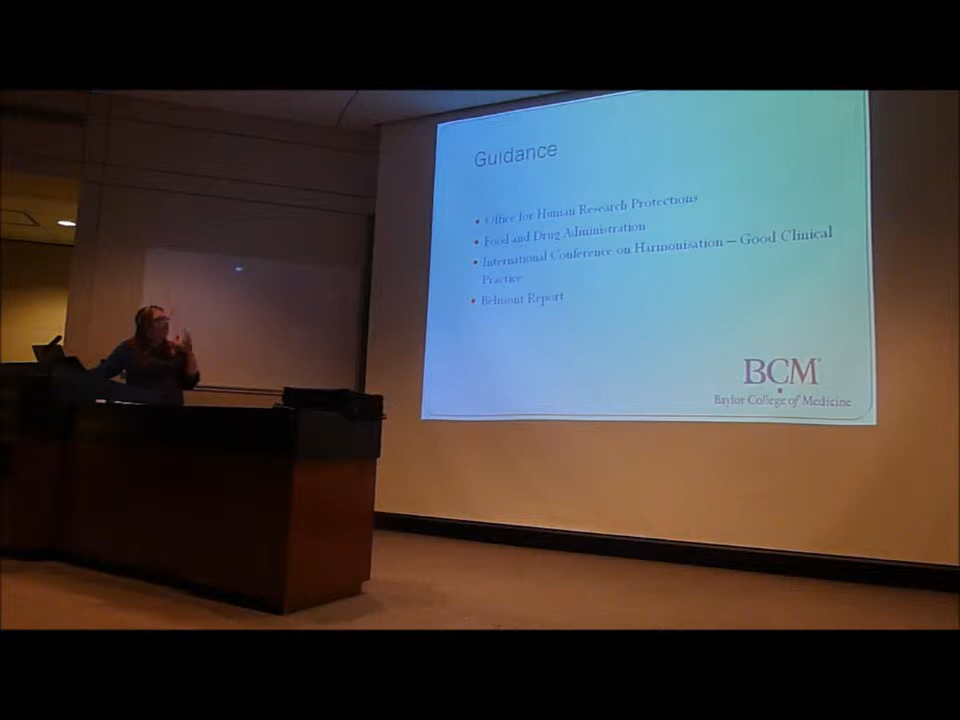 Guidance
• Office for Human Research Protections
• Food and Drug Administration
• International Conference on Harmonisation – Good Clinical
Practice
• Belmont Report
BCM®
Baylor College of Medicine